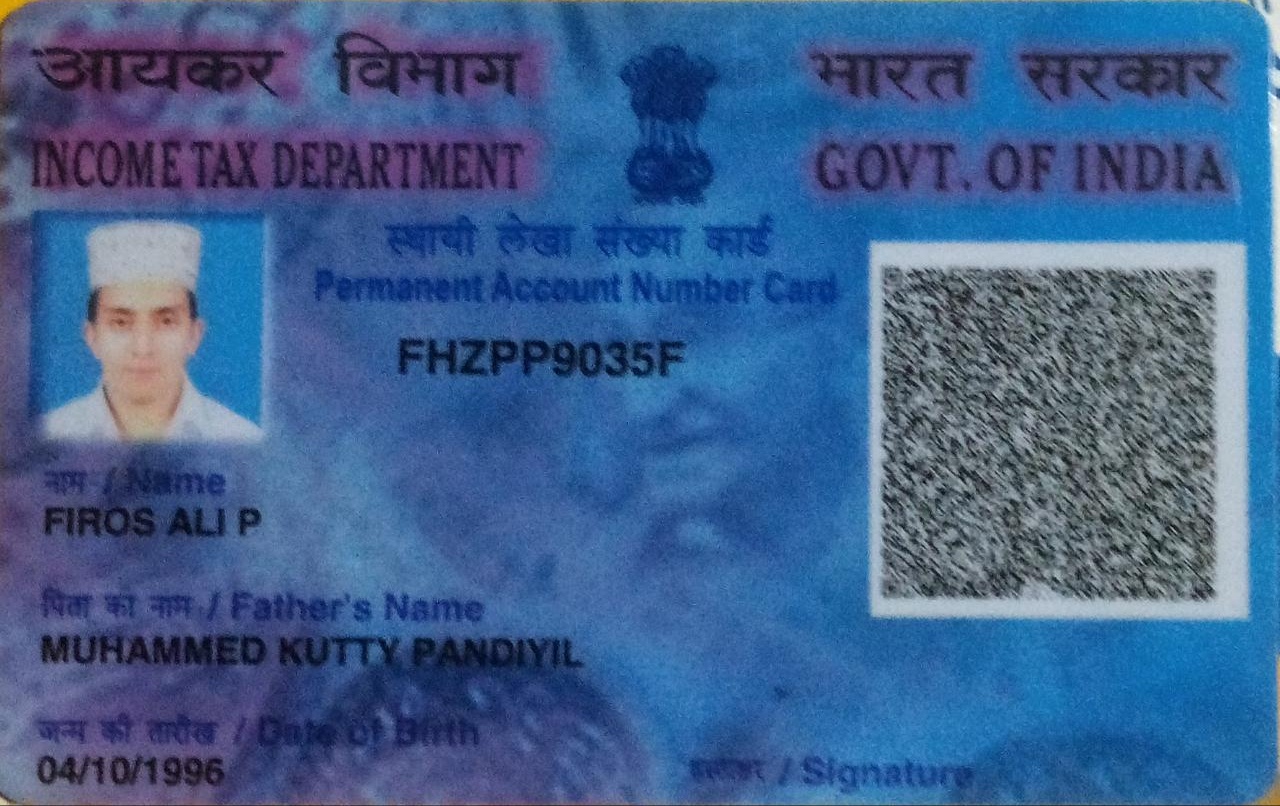 आयकर विभाग
INCOME TAX DEPARTMENT
भारत सरकार
GOVT. OF INDIA
स्थायी लेखा संख्या कार्ड
Permanent Account Number Card
FHZPP9035F
नाम / Name
FIROS ALI P
पिता का नाम / Father's Name
MUHAMMED KUTTY PANDIYIL
जन्म की तारीख / Date of Birth
04/10/1996
हस्ताक्षर / Signature